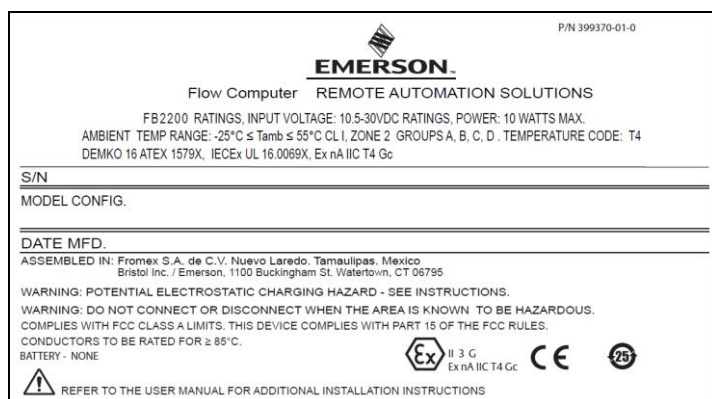 P/N 399370-01-0
EMERSON™
Flow Computer REMOTE AUTOMATION SOLUTIONS
FB2200 RATINGS, INPUT VOLTAGE: 10.5-30VDC RATINGS, POWER: 10 WATTS MAX.
AMBIENT TEMP RANGE: -25°C ≤ Tamb ≤ 55°C CL I, ZONE 2 GROUPS A, B, C, D . TEMPERATURE CODE: T4
DEMKO 16 ATEX 1579X, IECEx UL 16.0069X, Ex nA IIC T4 Gc
S/N
MODEL CONFIG.
DATE MFD.
ASSEMBLED IN: Fromex S.A. de C.V. Nuevo Laredo. Tamaulipas. Mexico
Bristol Inc. / Emerson, 1100 Buckingham St. Watertown, CT 06795
WARNING: POTENTIAL ELECTROSTATIC CHARGING HAZARD - SEE INSTRUCTIONS.
WARNING: DO NOT CONNECT OR DISCONNECT WHEN THE AREA IS KNOWN TO BE HAZARDOUS.
COMPLIES WITH FCC CLASS A LIMITS. THIS DEVICE COMPLIES WITH PART 15 OF THE FCC RULES.
CONDUCTORS TO BE RATED FOR ≥ 85°C.
BATTERY - NONE
Ex II 3 G
Ex nA IIC T4 Gc
CE
25
REFER TO THE USER MANUAL FOR ADDITIONAL INSTALLATION INSTRUCTIONS